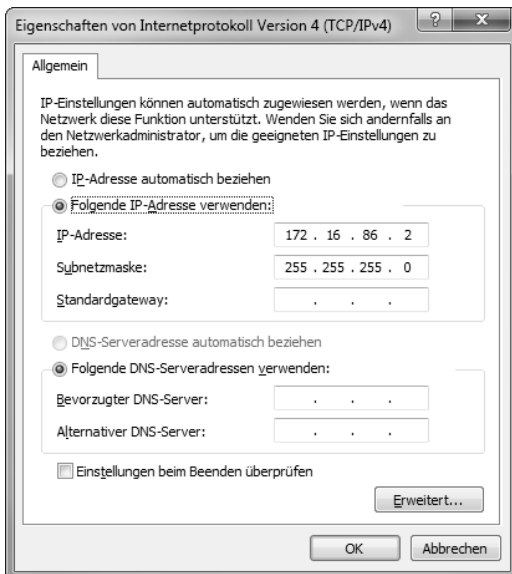 Eigenschaften von Internetprotokoll Version 4 (TCP/IPv4)
? X
Allgemein
IP-Einstellungen können automatisch zugewiesen werden, wenn das
Netzwerk diese Funktion unterstützt. Wenden Sie sich andernfalls an
den Netzwerkadministrator, um die geeigneten IP-Einstellungen zu
beziehen.
IP-Adresse automatisch beziehen
Folgende IP-Adresse verwenden:
IP-Adresse: 172 . 16 . 86 . 2
Subnetzmaske: 255 . 255 . 255 . 0
Standardgateway: . . .
DNS-Serveradresse automatisch beziehen
Folgende DNS-Serveradressen verwenden:
Bevorzugter DNS-Server: . . .
Alternativer DNS-Server: . . .
Einstellungen beim Beenden überprüfen
Erweitert...
OK Abbrechen